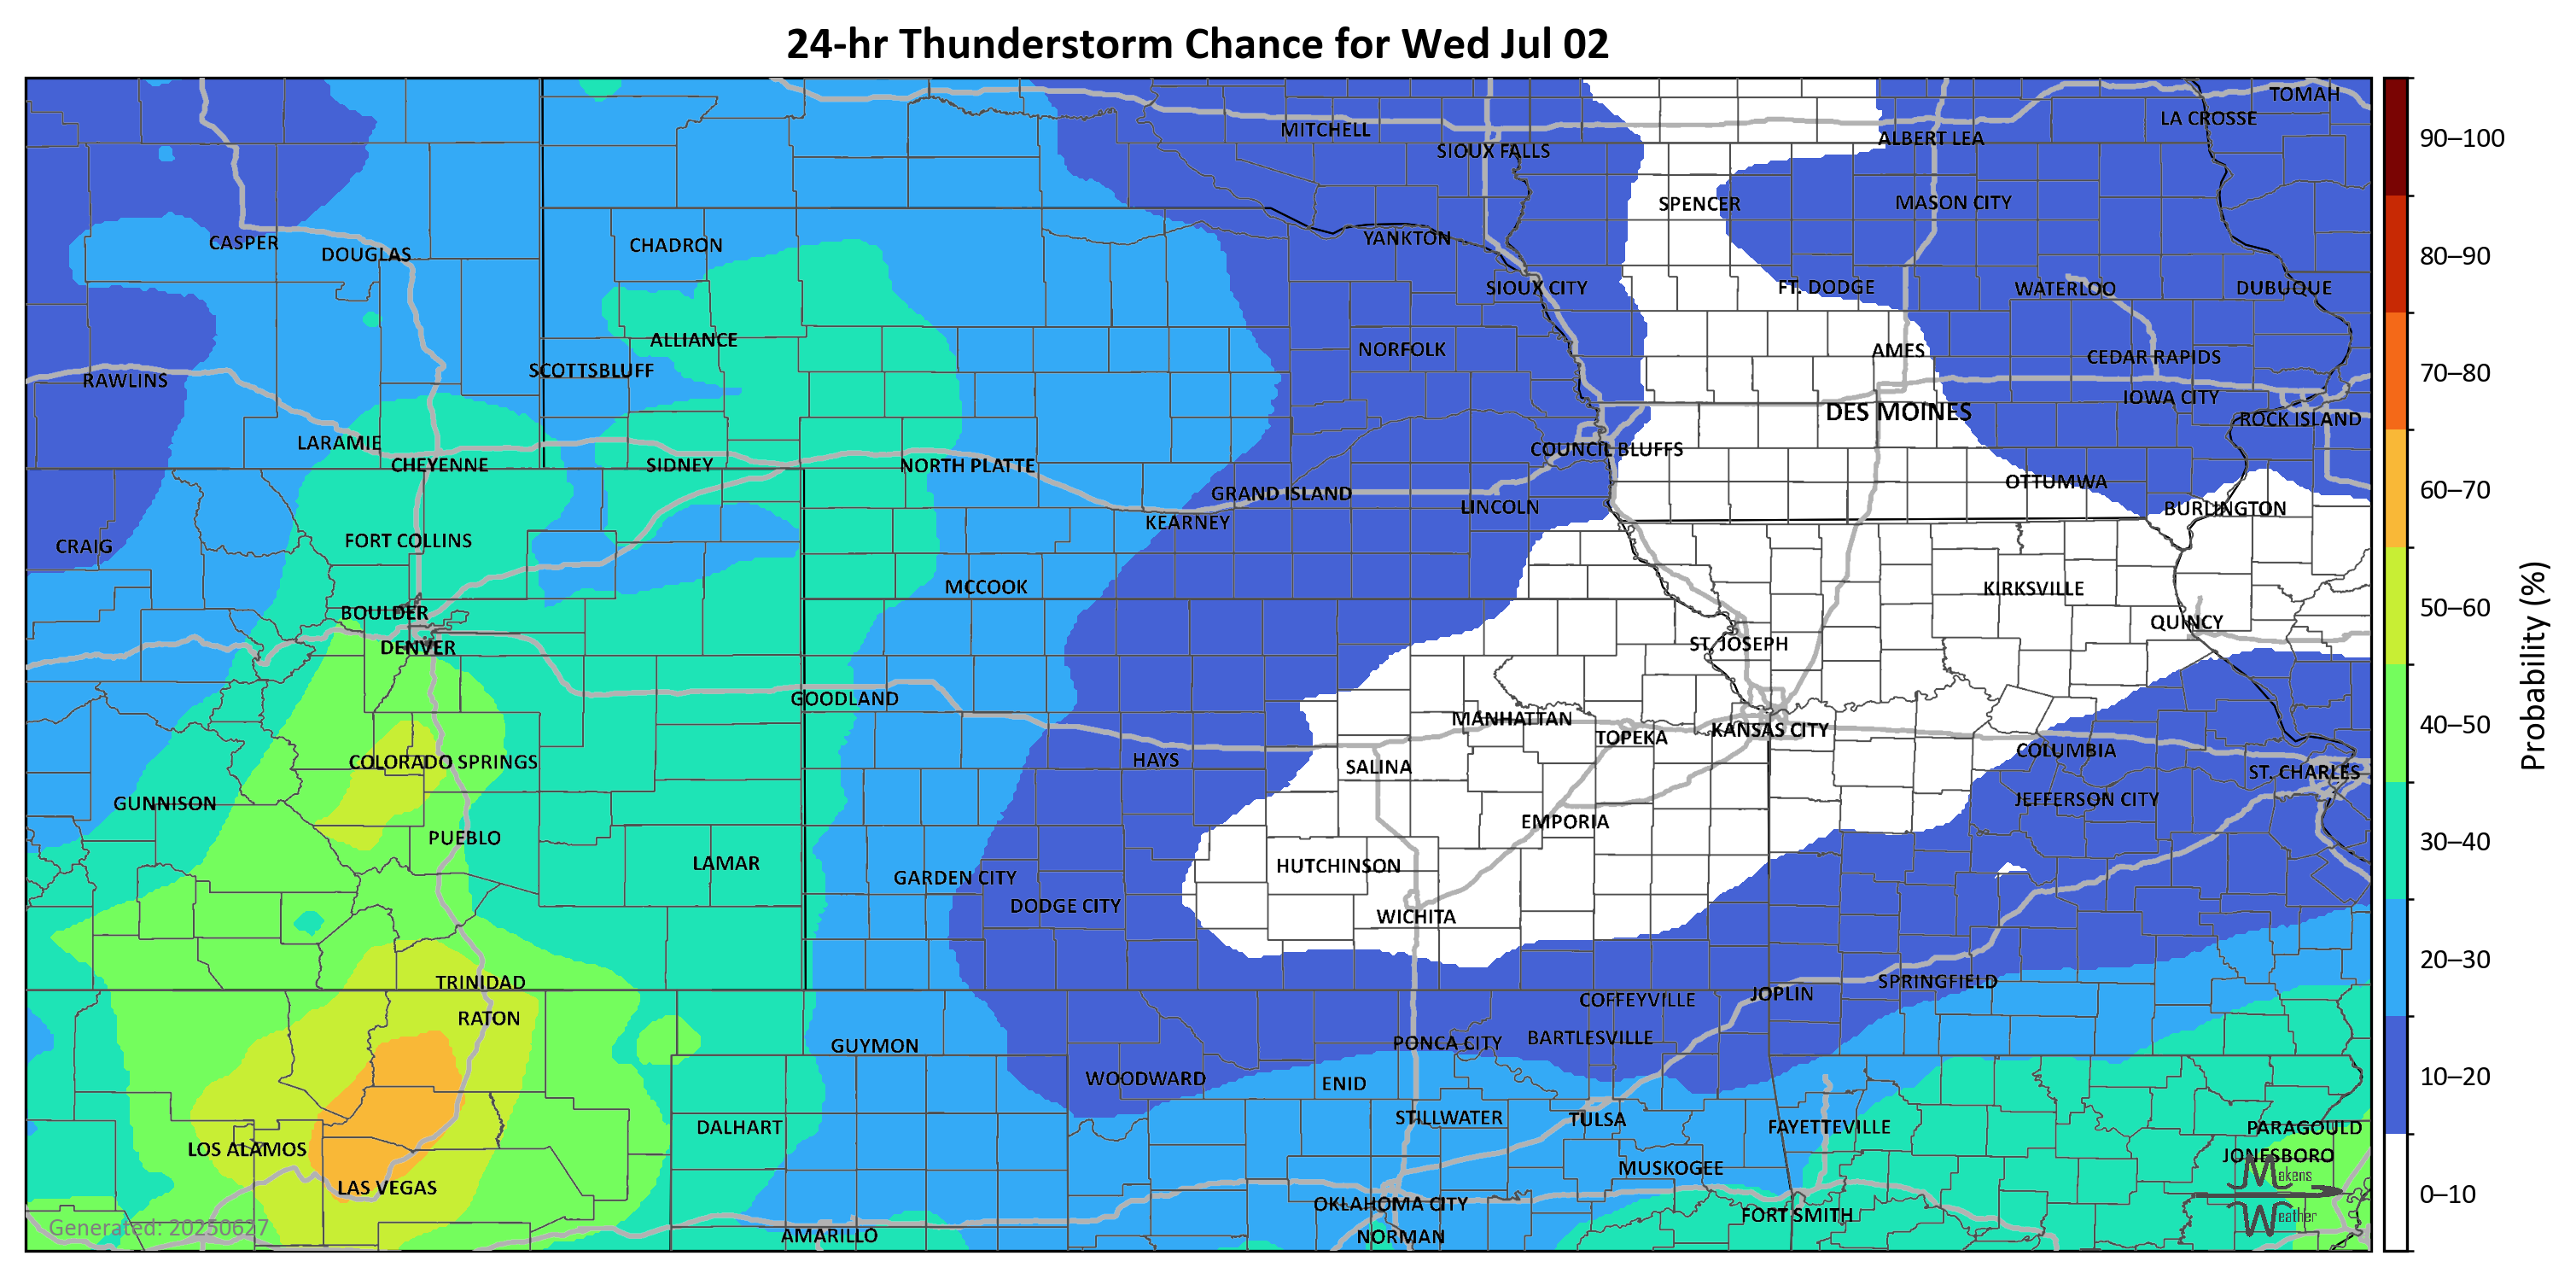 24-hr Thunderstorm Chance for Wed Jul 02
TOMAH
LA CROSSE
MITCHELL
ALBERT LEA
SIOUX FALLS
SPENCER
MASON CITY
CASPER
YANKTON
CHADRON
DOUGLAS
SIOUX CITY
FT. DODGE
WATERLOO
DUBUQUE
ALLIANCE
NORFOLK
AMES
CEDAR RAPIDS
RAWLINS
SCOTTSBLUFF
IOWA CITY
DES MOINES
ROCK ISLAND
LARAMIE
COUNCIL BLUFFS
CHEYENNE
SIDNEY
NORTH PLATTE
OTTUMWA
GRAND ISLAND
LINCOLN
BURLINGTON
KEARNEY
CRAIG
FORT COLLINS
MCCOOK
KIRKSVILLE
BOULDER
QUINCY
DENVER
ST. JOSEPH
GOODLAND
MANHATTAN
TOPEKA
KANSAS CITY
COLUMBIA
COLORADO SPRINGS
HAYS
SALINA
ST. CHARLES
GUNNISON
JEFFERSON CITY
EMPORIA
PUEBLO
LAMAR
HUTCHINSON
GARDEN CITY
DODGE CITY
WICHITA
TRINIDAD
SPRINGFIELD
JOPLIN
COFFEYVILLE
RATON
BARTLESVILLE
GUYMON
PONCA CITY
WOODWARD
ENID
STILLWATER
TULSA
DALHART
FAYETTEVILLE
PARAGOULD
LOS ALAMOS
JONESBORO
MUSKOGEE
LAS VEGAS
OKLAHOMA CITY
FORT SMITH
AMARILLO
NORMAN
Generated: 20250627
Mekens
Weather
90–100
80–90
70–80
60–70
50–60
40–50
30–40
20–30
10–20
0–10
Probability (%)